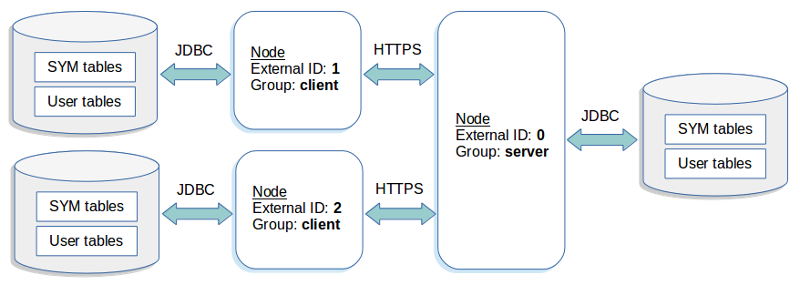 JDBC
HTTPS
SYM tables
User tables
Node
External ID: 1
Group: client
Node
External ID: 0
Group: server
JDBC
SYM tables
User tables
SYM tables
User tables
JDBC
Node
External ID: 2
Group: client
HTTPS